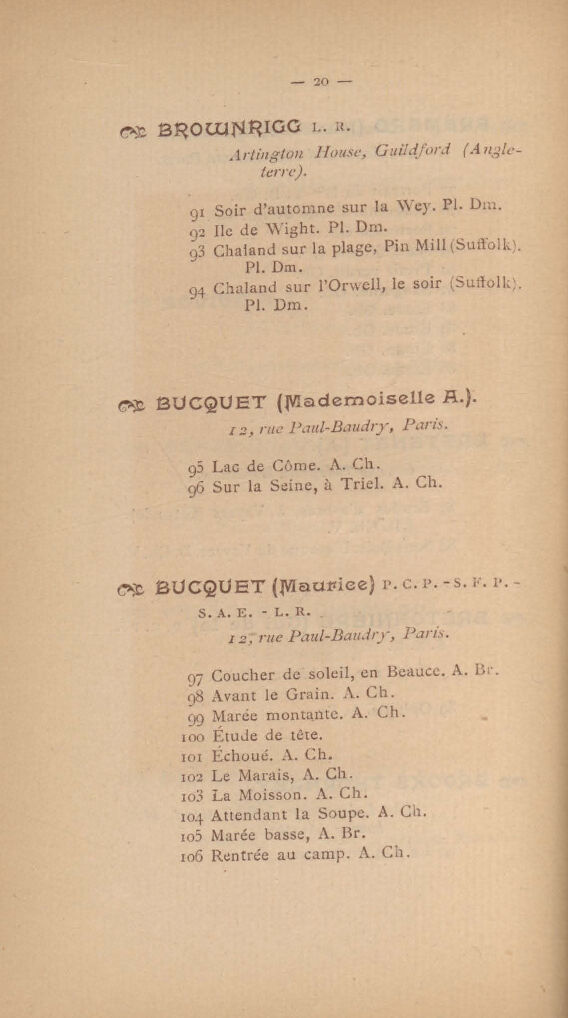 — 20 —
BROWNRIGG L. R.
Artington House, Guildford (Angle-
terre).
91 Soir d'automne sur la Wey. Pl. Dm.
92 Ile de Wight. Pl. Dm.
93 Chaland sur la plage, Pin Mill (Suffolk).
Pl. Dm.
94 Chaland sur l'Orwell, le soir (Suffolk).
Pl. Dm.
BUCQUET (Mademoiselle A.).
12, rue Paul-Baudry, Paris.
95 Lac de Côme. A. Ch.
96 Sur la Seine, à Triel. A. Ch.
BUCQUET (Maurice) P. C. P. - S. F. P. -
S. A. E. - L. R.
12, rue Paul-Baudry, Paris.
97 Coucher de soleil, en Beauce. A. Br.
98 Avant le Grain. A. Ch.
99 Marée montante. A. Ch.
100 Étude de tête.
101 Échoué. A. Ch.
102 Le Marais, A. Ch.
103 La Moisson. A. Ch.
104 Attendant la Soupe. A. Ch.
105 Marée basse, A. Br.
106 Rentrée au camp. A. Ch.